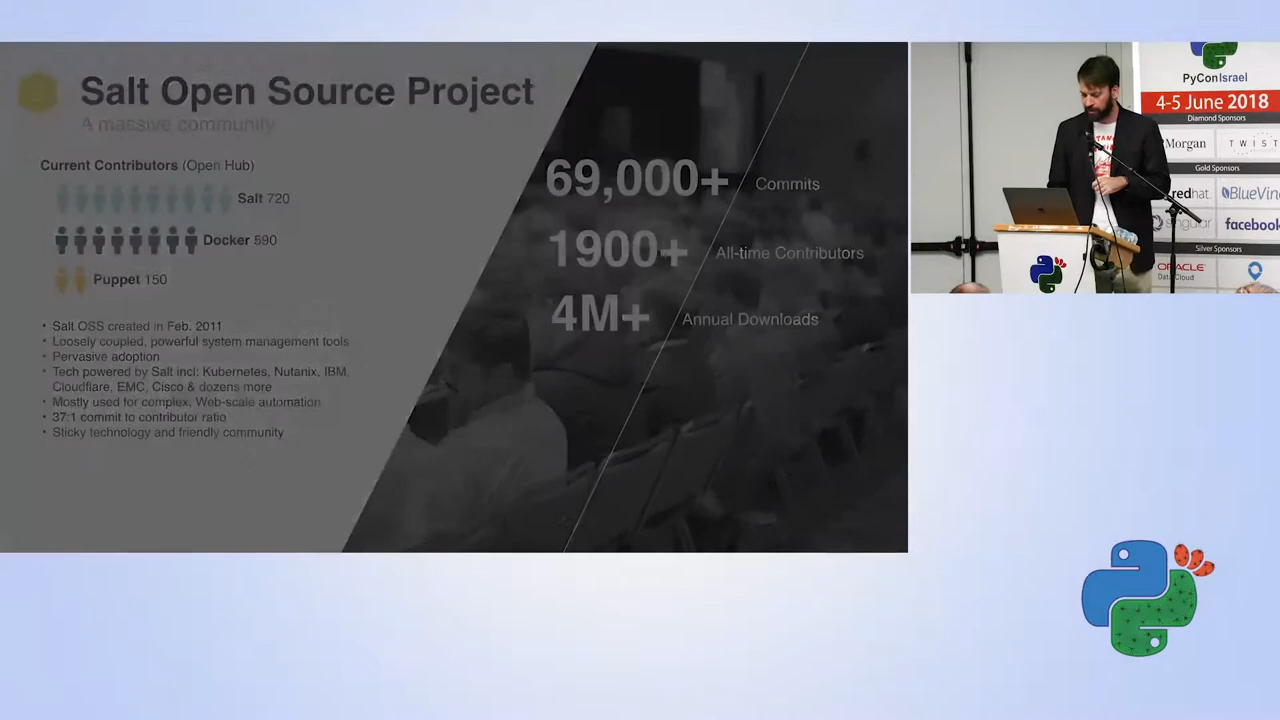 Salt Open Source Project
A massive community
Current Contributors (Open Hub)
Salt 720
Docker 590
Puppet 150
• Salt OSS created in Feb. 2011
• Loosely coupled, powerful system management tools
• Pervasive adoption
• Tech powered by Salt incl: Kubernetes, Nutanix, IBM,
Cloudflare, EMC, Cisco & dozens more
• Mostly used for complex, Web-scale automation
• 37:1 commit to contributor ratio
• Sticky technology and friendly community
69,000+ Commits
1900+ All-time Contributors
4M+ Annual Downloads
PyConIsrael
4-5 June 2018
Diamond Sponsors
Morgan
TWIST
Gold Sponsors
redhat
BlueVine
singular
facebook
Silver Sponsors
ORACLE
Data Cloud